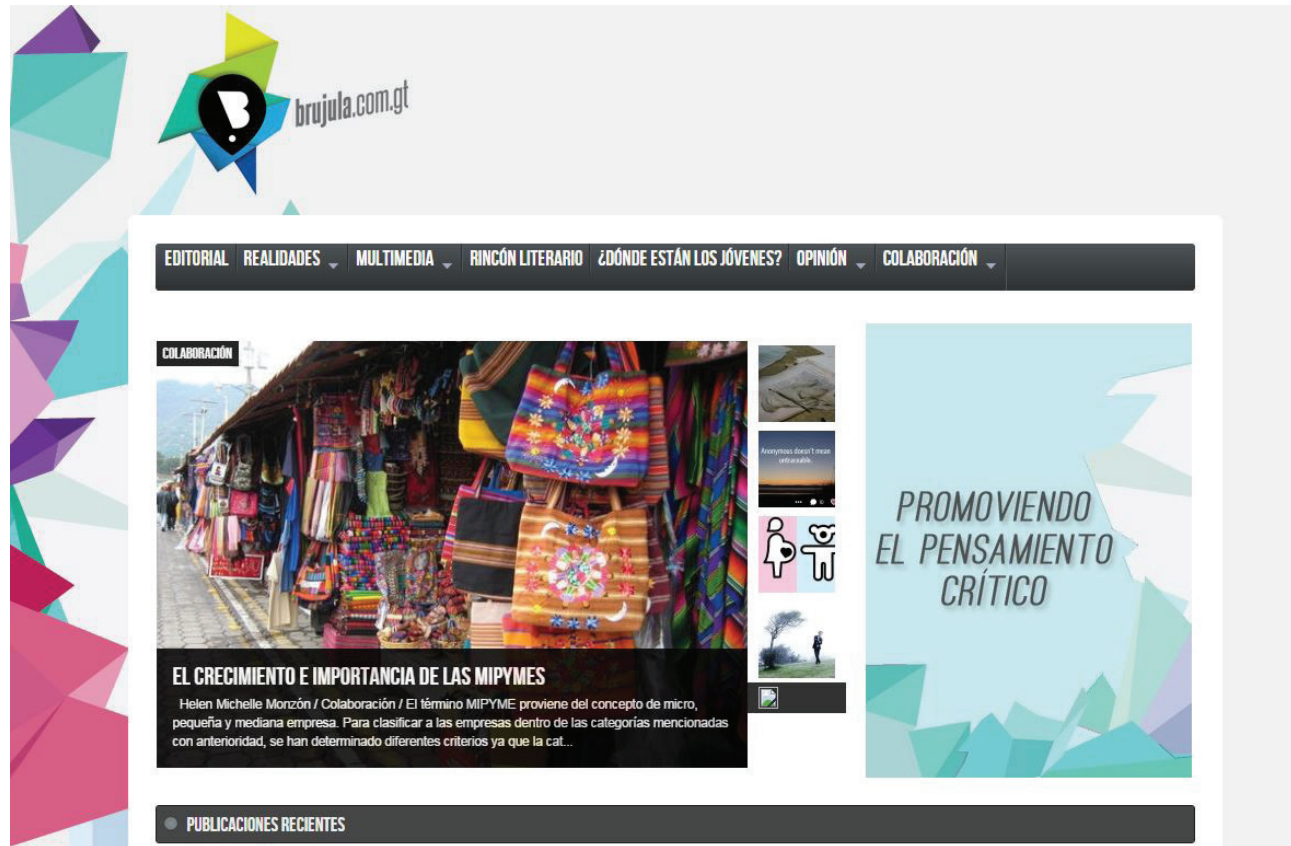 brujula.com.gt
EDITORIAL REALIDADES MULTIMEDIA RINCÓN LITERARIO ¿DÓNDE ESTÁN LOS JÓVENES? OPINIÓN COLABORACIÓN
COLABORACIÓN
EL CRECIMIENTO E IMPORTANCIA DE LAS MIPYMES
Helen Michelle Monzón / Colaboración / El término MIPYME proviene del concepto de micro,
pequeña y mediana empresa. Para clasificar a las empresas dentro de las categorías mencionadas
con anterioridad, se han determinado diferentes criterios ya que la cat...
Anonymous doesn't mean
untraceable.
PROMOVIENDO
EL PENSAMIENTO
CRÍTICO
PUBLICACIONES RECIENTES